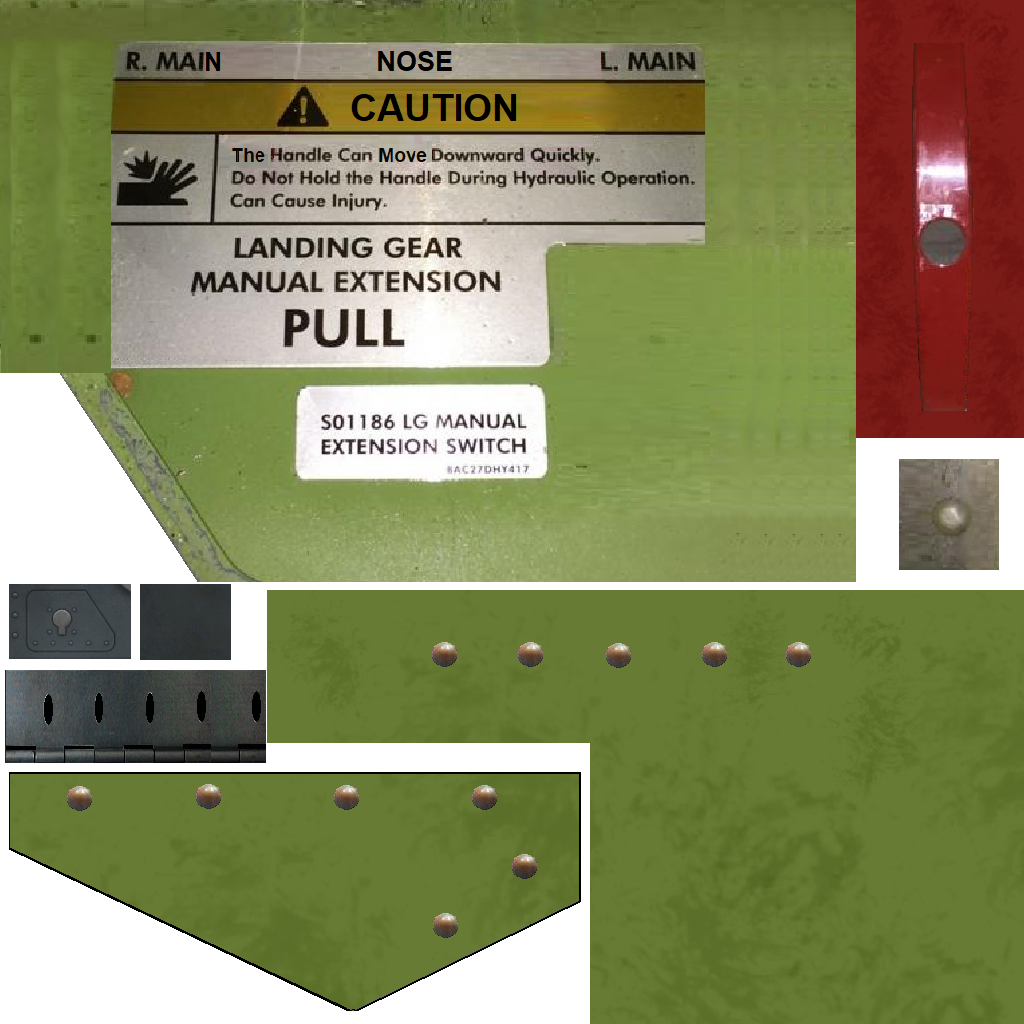 R. MAIN NOSE L. MAIN
CAUTION
The Handle Can Move Downward Quickly.
Do Not Hold the Handle During Hydraulic Operation.
Can Cause Injury.
LANDING GEAR
MANUAL EXTENSION
PULL
S01186 LG MANUAL
EXTENSION SWITCH
BAC27DHY417